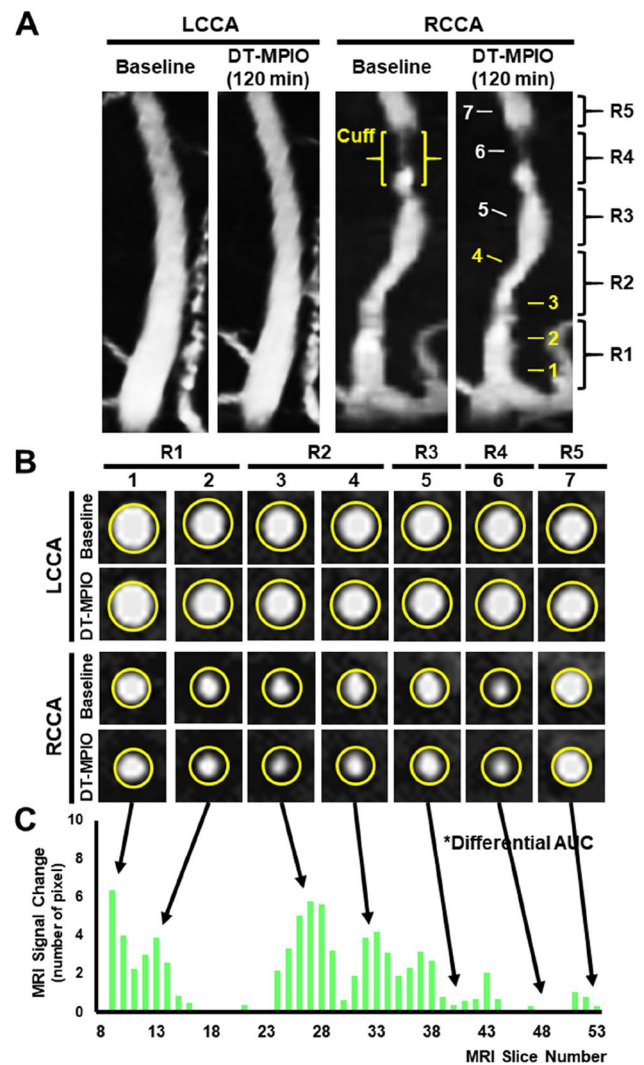 A
LCCA RCCA
Baseline DT-MPIO (120 min) Baseline DT-MPIO (120 min)
Cuff
7
6
5
4
3
2
1
R5
R4
R3
R2
R1
B
R1 R2 R3 R4 R5
1 2 3 4 5 6 7
LCCA
Baseline
DT-MPIO
RCCA
Baseline
DT-MPIO
C
*Differential AUC
MRI Signal Change
(number of pixel)
10
8
6
4
2
0
8 13 18 23 28 33 38 43 48 53
MRI Slice Number